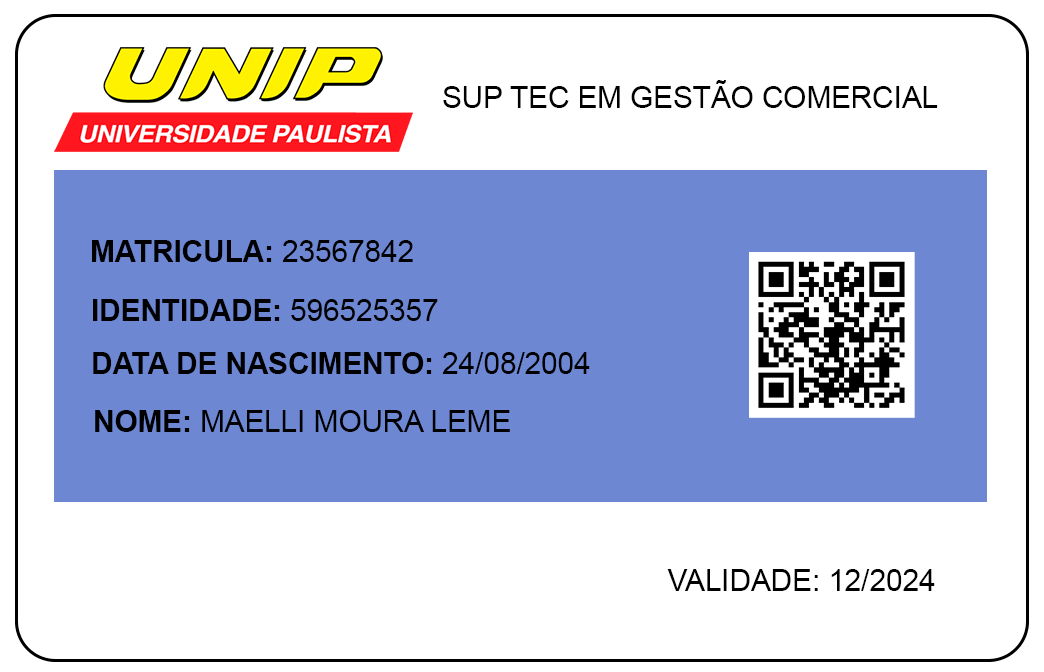 UNIP
UNIVERSIDADE PAULISTA
SUP TEC EM GESTÃO COMERCIAL
MATRICULA: 23567842
IDENTIDADE: 596525357
DATA DE NASCIMENTO: 24/08/2004
NOME: MAELLI MOURA LEME
VALIDADE: 12/2024